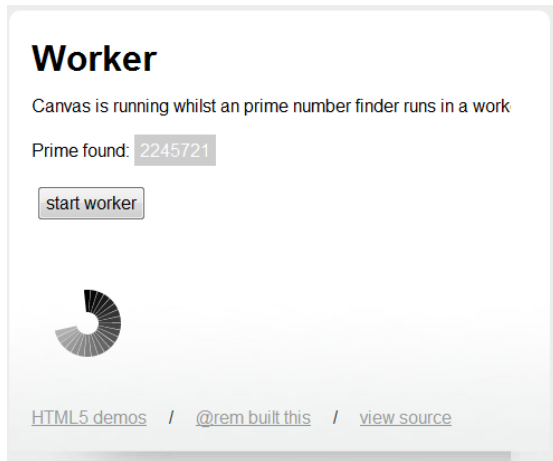 Worker
Canvas is running whilst an prime number finder runs in a work
Prime found: 2245721
start worker
HTML5 demos / @rem built this / view source